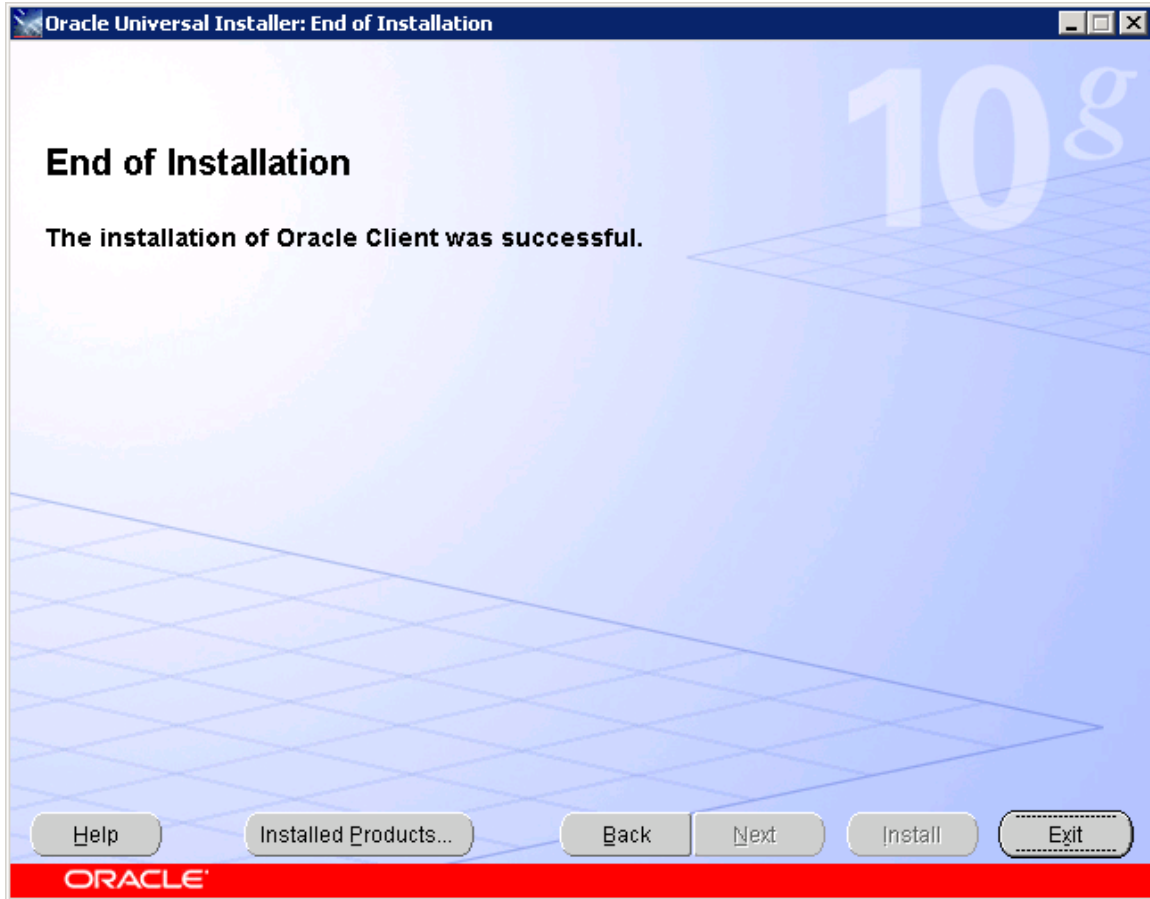 Oracle Universal Installer: End of Installation
10g
End of Installation
The installation of Oracle Client was successful.
Help Installed Products... Back Next Install Exit
ORACLE